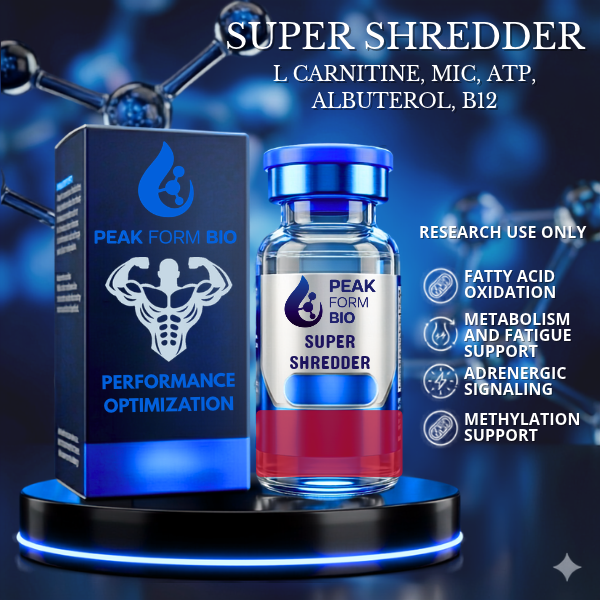 SUPER SHREDDER
L CARNITINE, MIC, ATP,
ALBUTEROL, B12
PEAK FORM BIO
PERFORMANCE
OPTIMIZATION
PEAK
FORM
BIO
SUPER
SHREDDER
RESEARCH USE ONLY
FATTY ACID
OXIDATION
METABOLISM
AND FATIGUE
SUPPORT
ADRENERGIC
SIGNALING
METHYLATION
SUPPORT